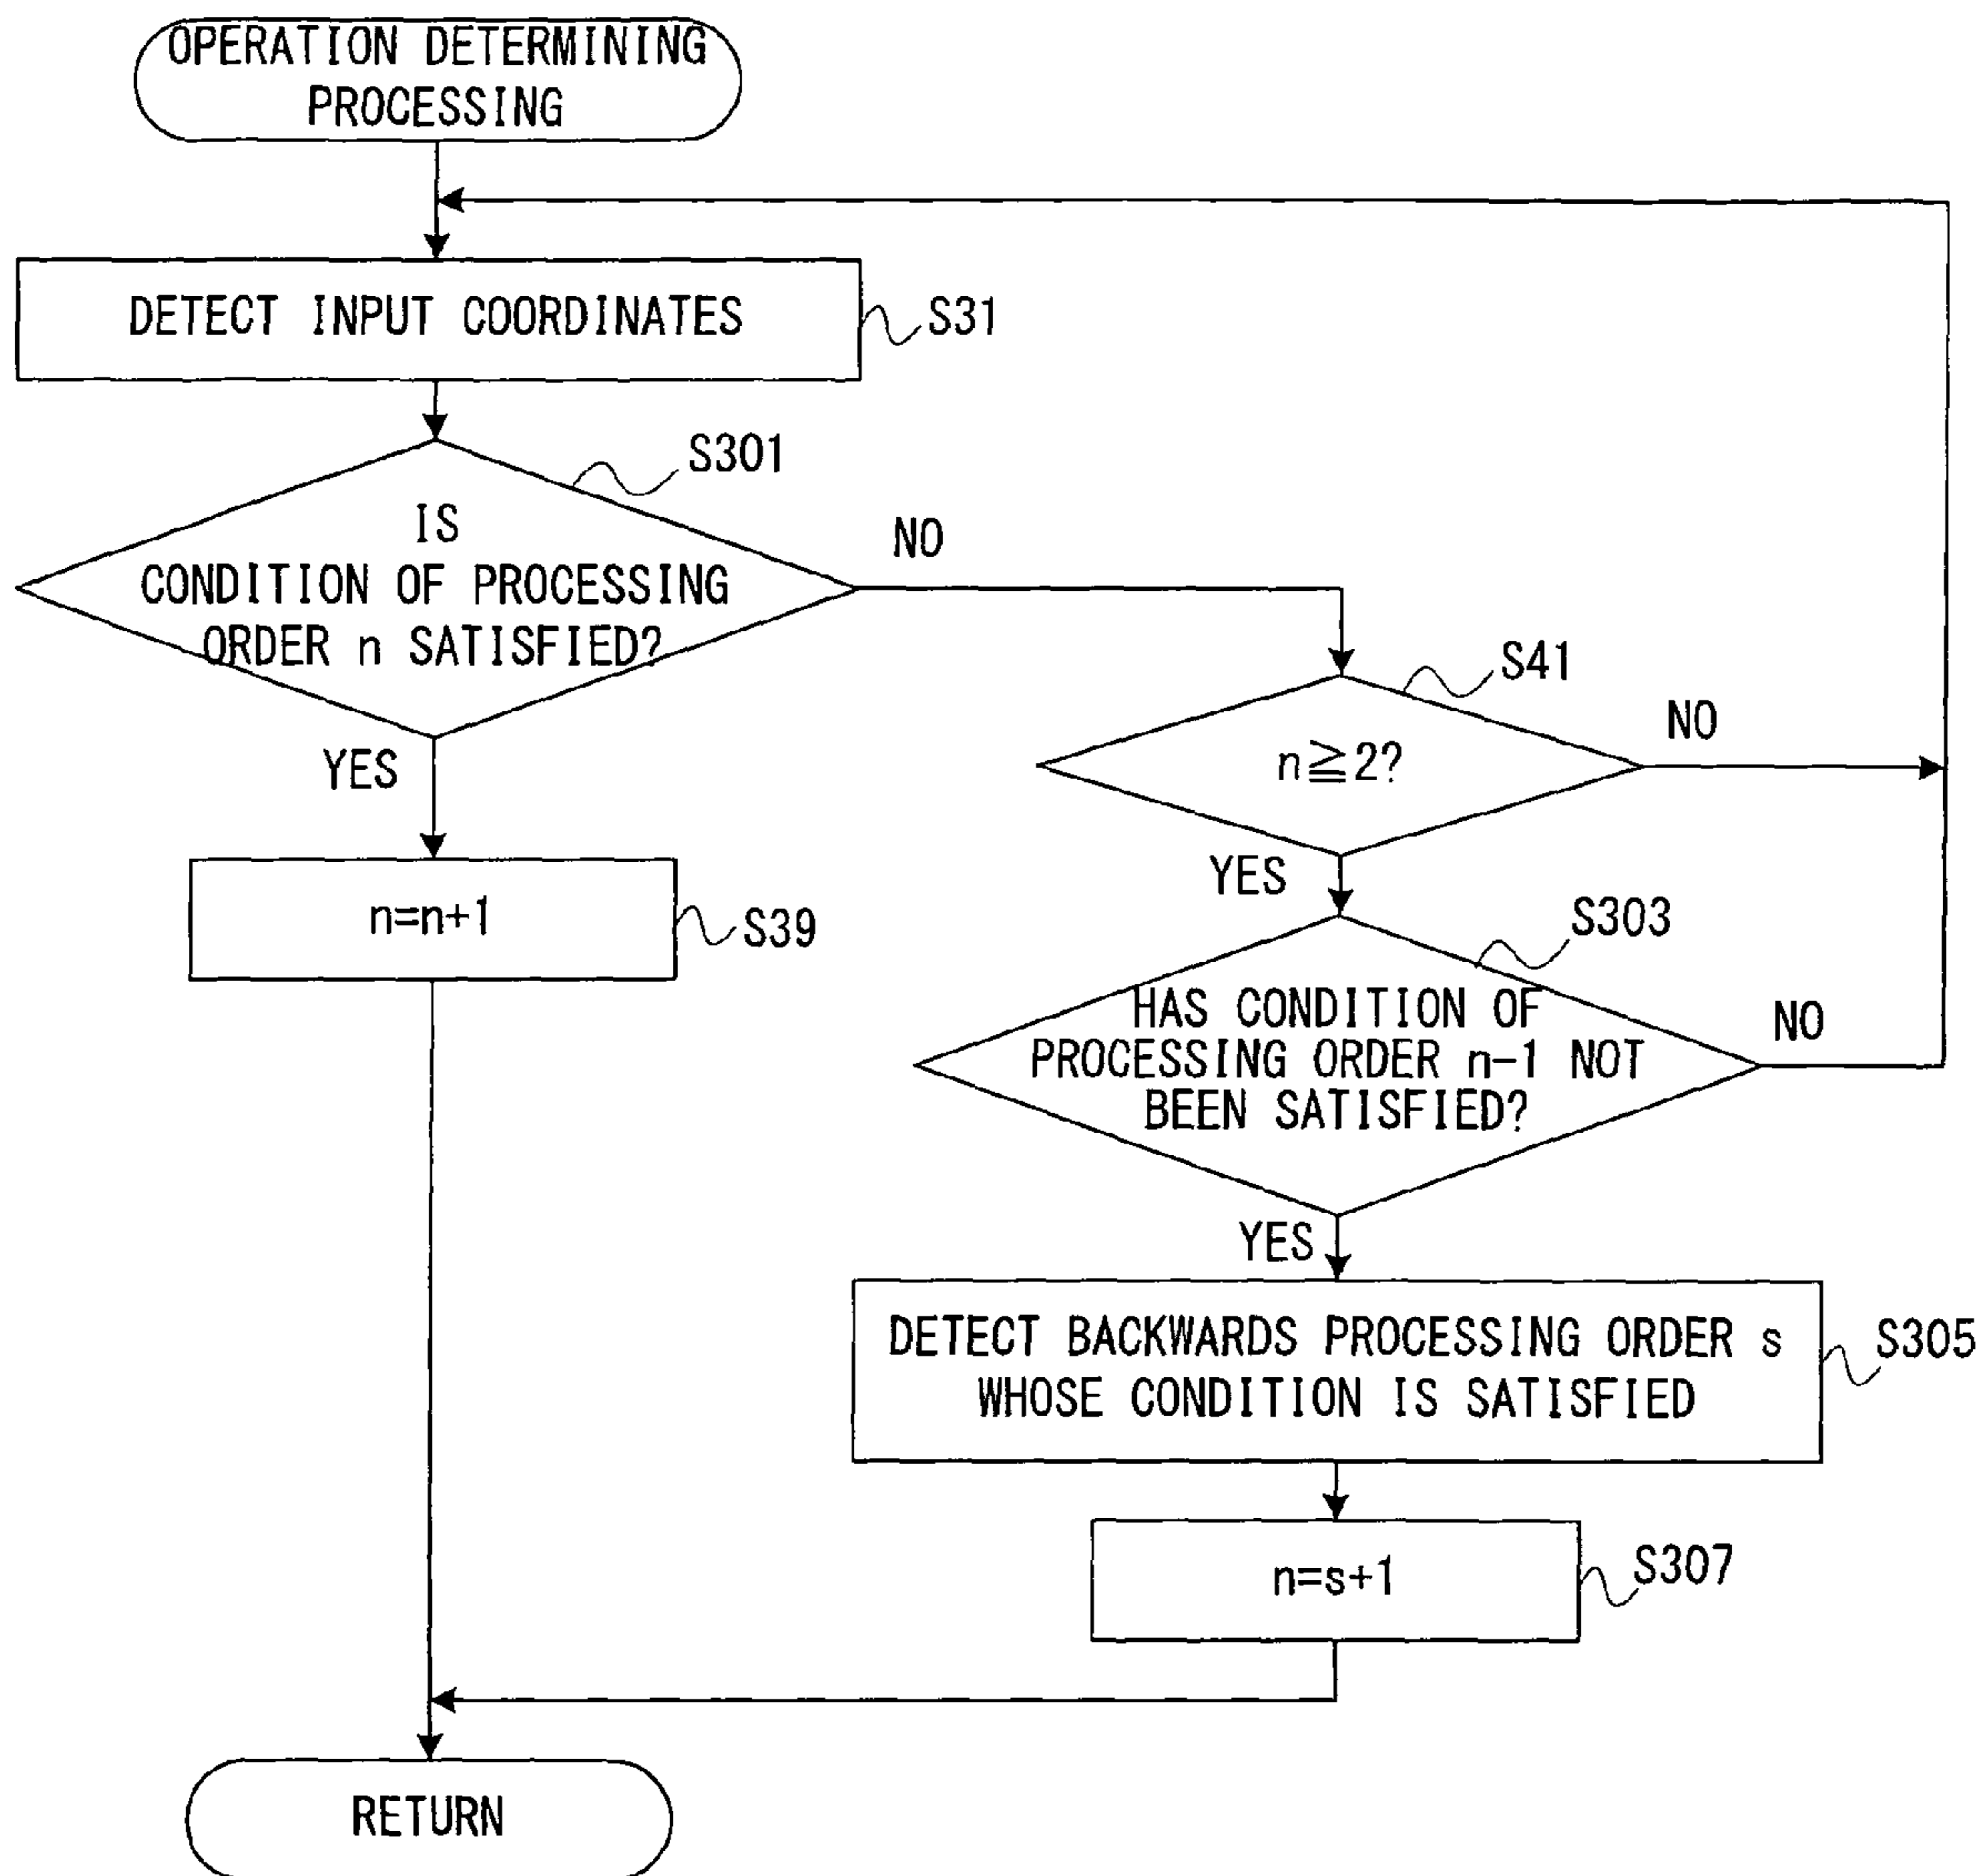 OPERATION DETERMINING
PROCESSING
DETECT INPUT COORDINATES
S31
S301
IS
CONDITION OF PROCESSING
ORDER n SATISFIED?
NO
YES
S41
n≧2?
NO
YES
n=n+1
S39
S303
HAS CONDITION OF
PROCESSING ORDER n-1 NOT
BEEN SATISFIED?
NO
YES
DETECT BACKWARDS PROCESSING ORDER s
WHOSE CONDITION IS SATISFIED
S305
n=s+1
S307
RETURN